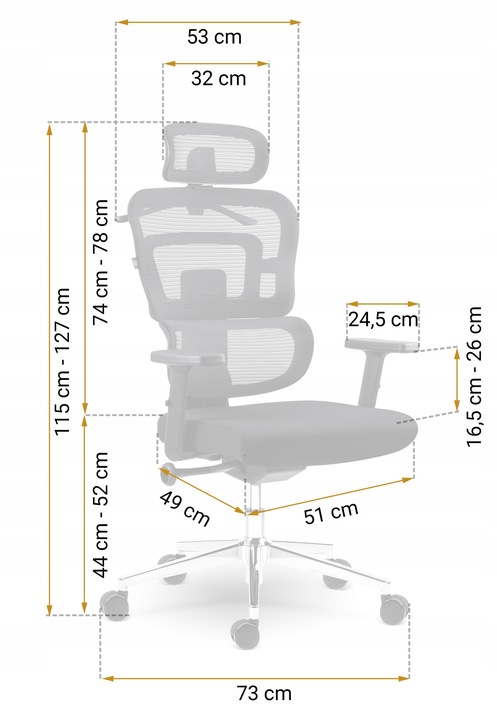 53 cm
32 cm
74 cm - 78 cm
115 cm - 127 cm
24,5 cm
16,5 cm - 26 cm
44 cm - 52 cm
49 cm
51 cm
73 cm